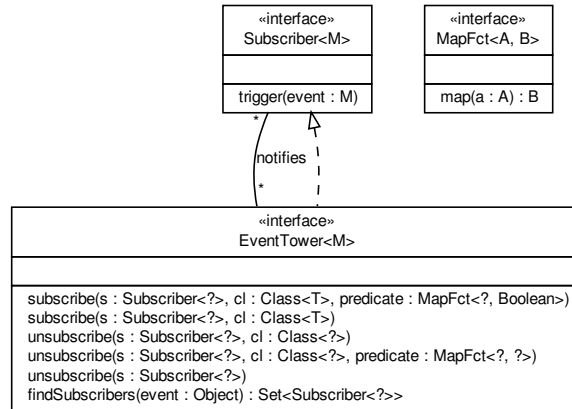 «interface»
Subscriber<M>
trigger(event : M)
«interface»
MapFct<A, B>
map(a : A) : B
*
notifies
*
«interface»
EventTower<M>
subscribe(s : Subscriber<?>, cl : Class<T>, predicate : MapFct<?, Boolean>)
subscribe(s : Subscriber<?>, cl : Class<T>)
unsubscribe(s : Subscriber<?>, cl : Class<?>)
unsubscribe(s : Subscriber<?>, cl : Class<?>, predicate : MapFct<?, ?>)
unsubscribe(s : Subscriber<?>)
findSubscribers(event : Object) : Set<Subscriber<?>>